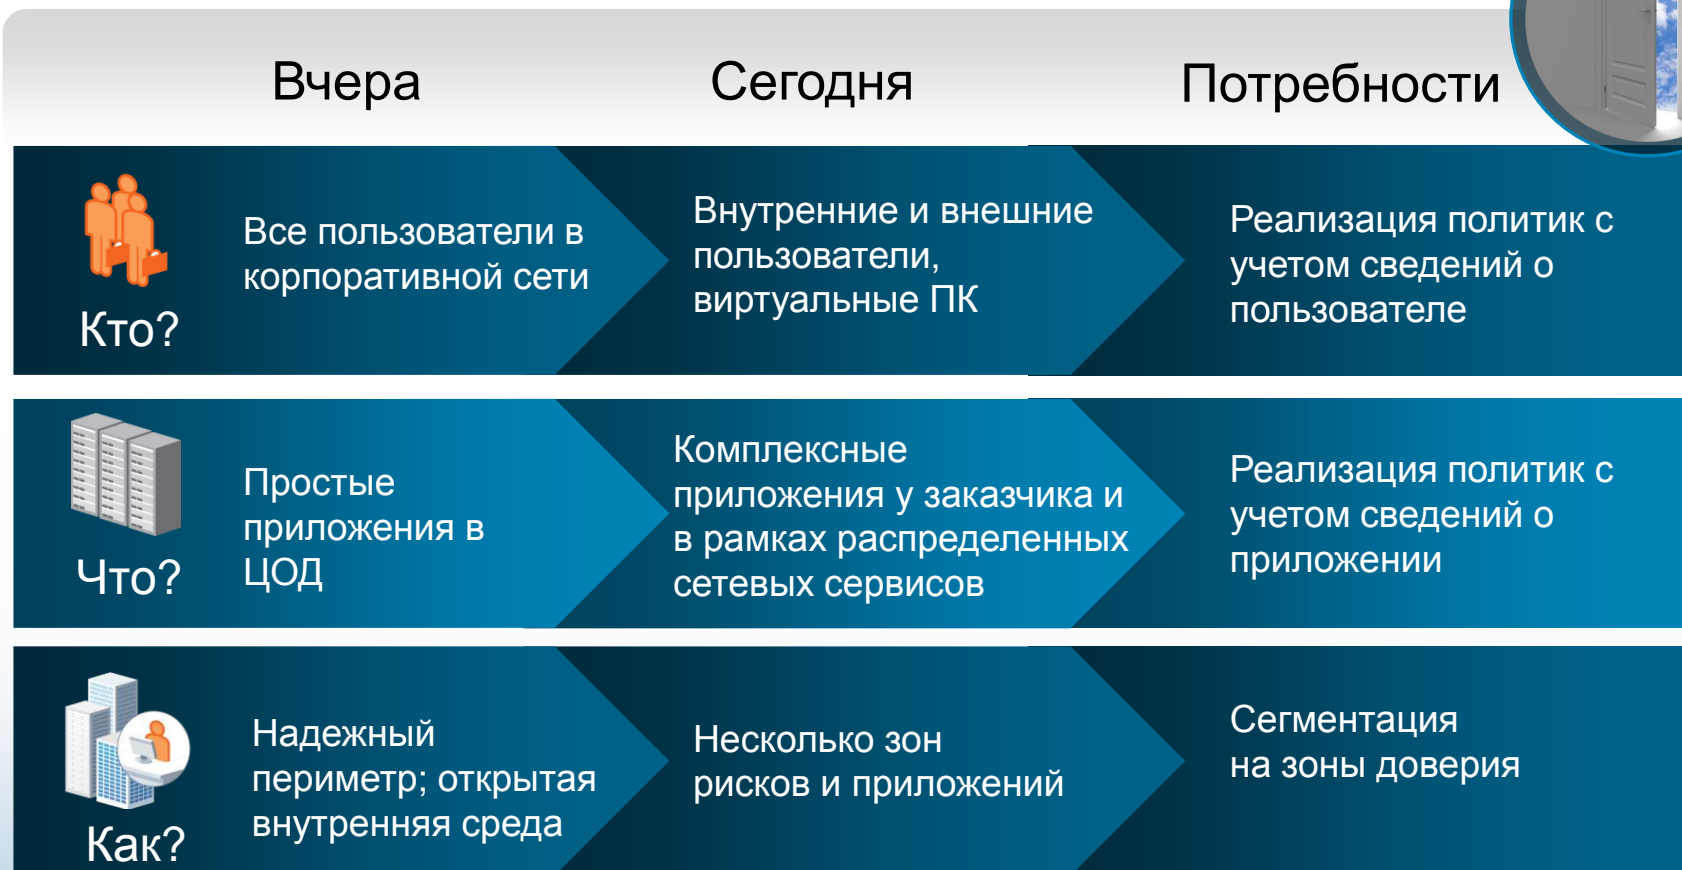 Вчера
Сегодня
Потребности
Кто?
Все пользователи в
корпоративной сети
Внутренние и внешние
пользователи,
виртуальные ПК
Реализация политик с
учетом сведений о
пользователе
Что?
Простые
приложения в
ЦОД
Комплексные
приложения у заказчика и
в рамках распределенных
сетевых сервисов
Реализация политик с
учетом сведений о
приложении
Как?
Надежный
периметр; открытая
внутренняя среда
Несколько зон
рисков и приложений
Сегментация
на зоны доверия